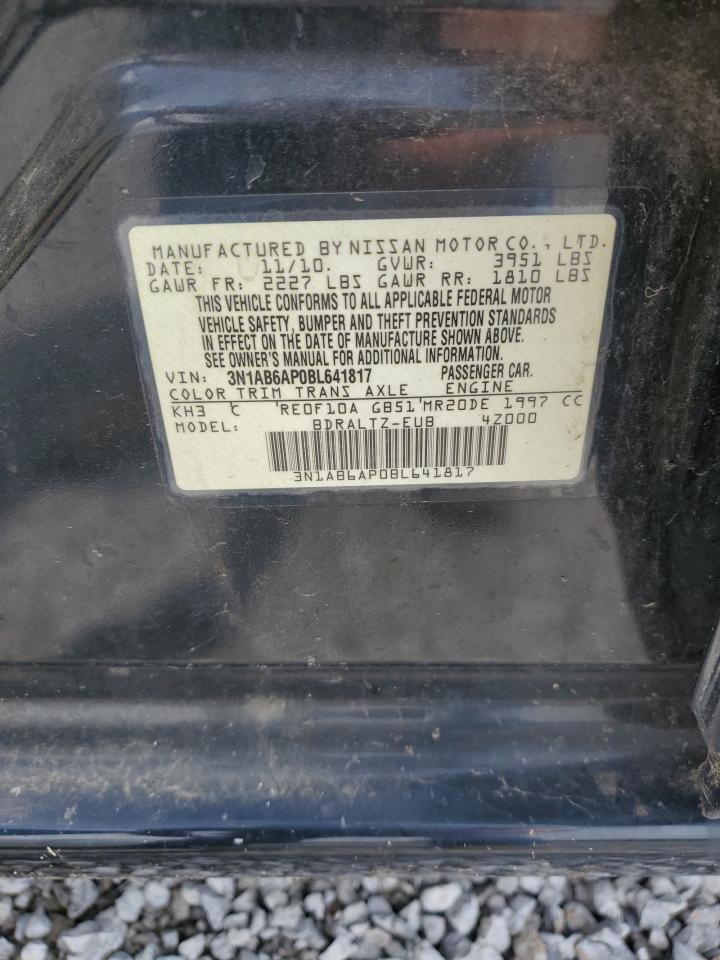 MANUFACTURED BY NISSAN MOTOR CO., LTD.
DATE: 11/10. GVWR: 3951 LBS
GAWR FR: 2227 LBS GAWR RR: 1810 LBS
THIS VEHICLE CONFORMS TO ALL APPLICABLE FEDERAL MOTOR
VEHICLE SAFETY, BUMPER AND THEFT PREVENTION STANDARDS
IN EFFECT ON THE DATE OF MANUFACTURE SHOWN ABOVE.
SEE OWNER'S MANUAL FOR ADDITIONAL INFORMATION.
VIN: 3N1AB6AP0BL641817 PASSENGER CAR.
COLOR TRIM TRANS AXLE ENGINE
KH3 C 'RE0F10A GB51'MR20DE 1997 CC
MODEL: BDRALTZ-EUB 4Z000
3N1AB6AP0BL641817